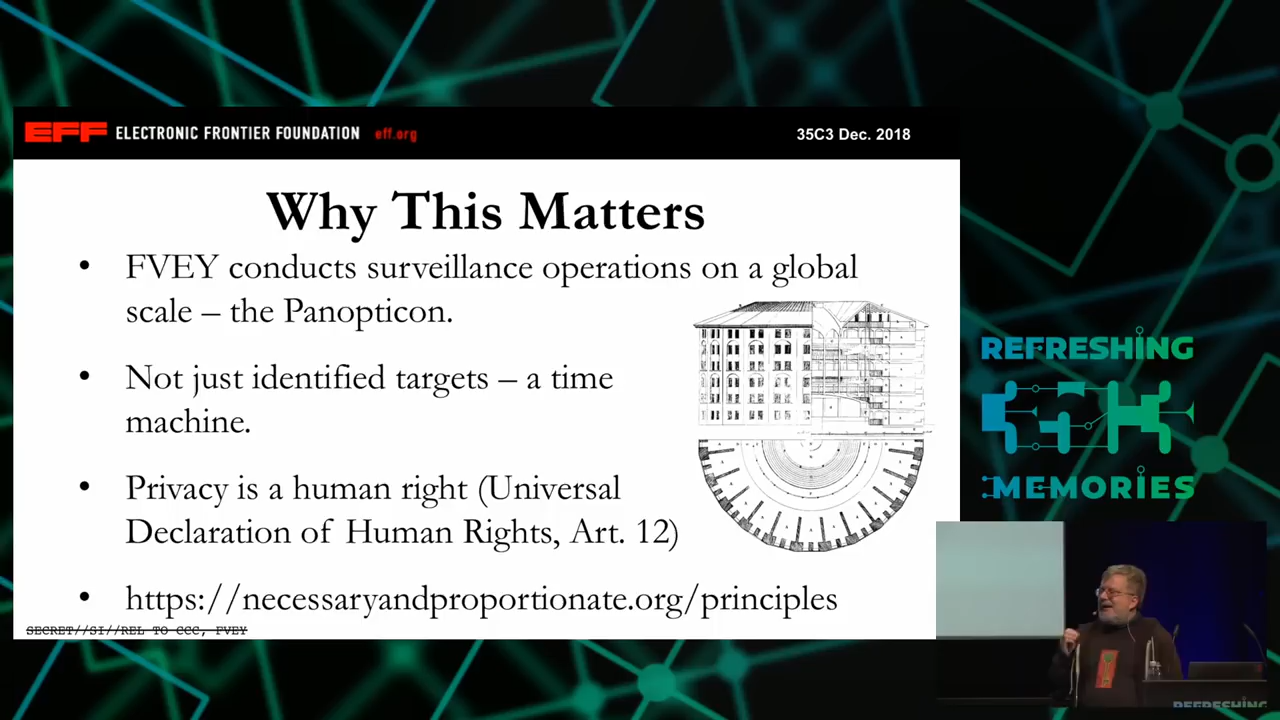 EFF ELECTRONIC FRONTIER FOUNDATION eff.org
35C3 Dec. 2018
Why This Matters
• FVEY conducts surveillance operations on a global
scale – the Panopticon.
• Not just identified targets – a time
machine.
• Privacy is a human right (Universal
Declaration of Human Rights, Art. 12)
• https://necessaryandproportionate.org/principles
SECRET//SI//REL TO CCC, FVEY
REFRESHING
35C3
MEMORIES
REFRESHING